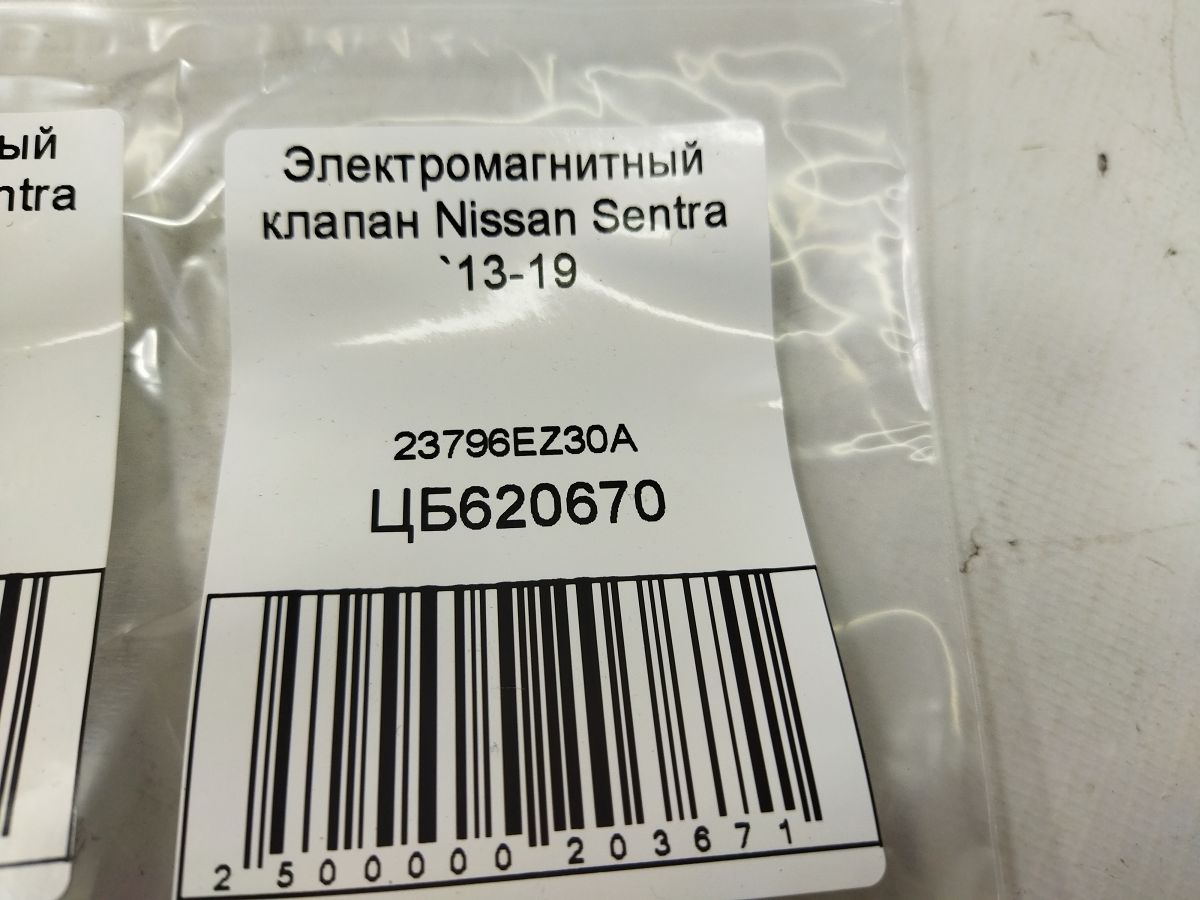 ый
ntra
Электромагнитный
клапан Nissan Sentra
`13-19
23796EZ30A
ЦБ620670
2 500000 203671